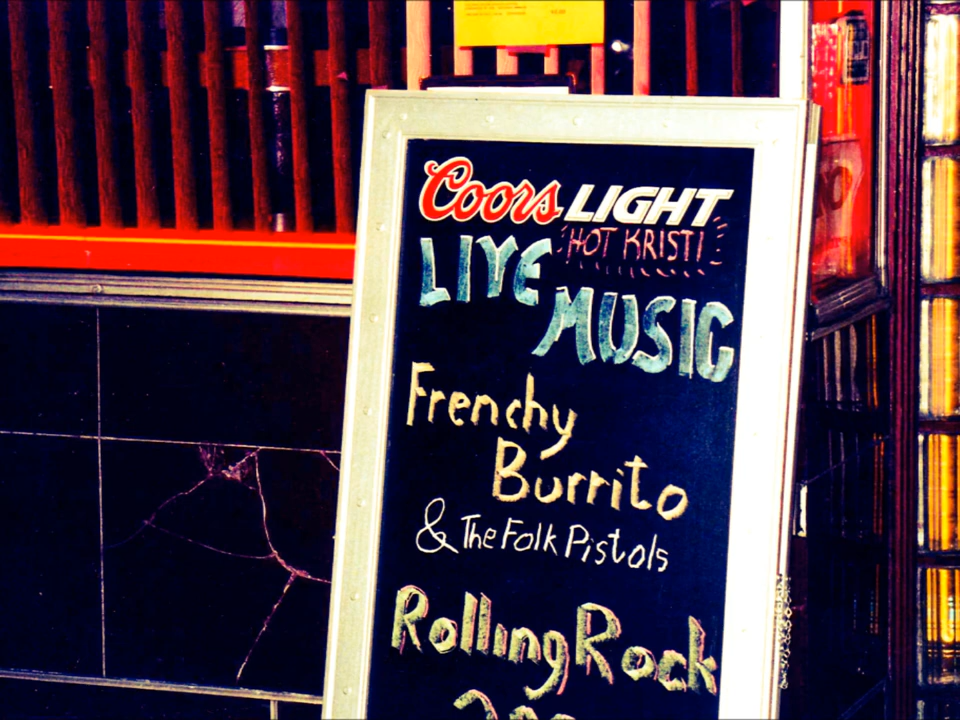 Coors LIGHT
HOT KRISTI
LIVE
MUSIC
Frenchy
Burrito
& The Folk Pistols
Rolling Rock